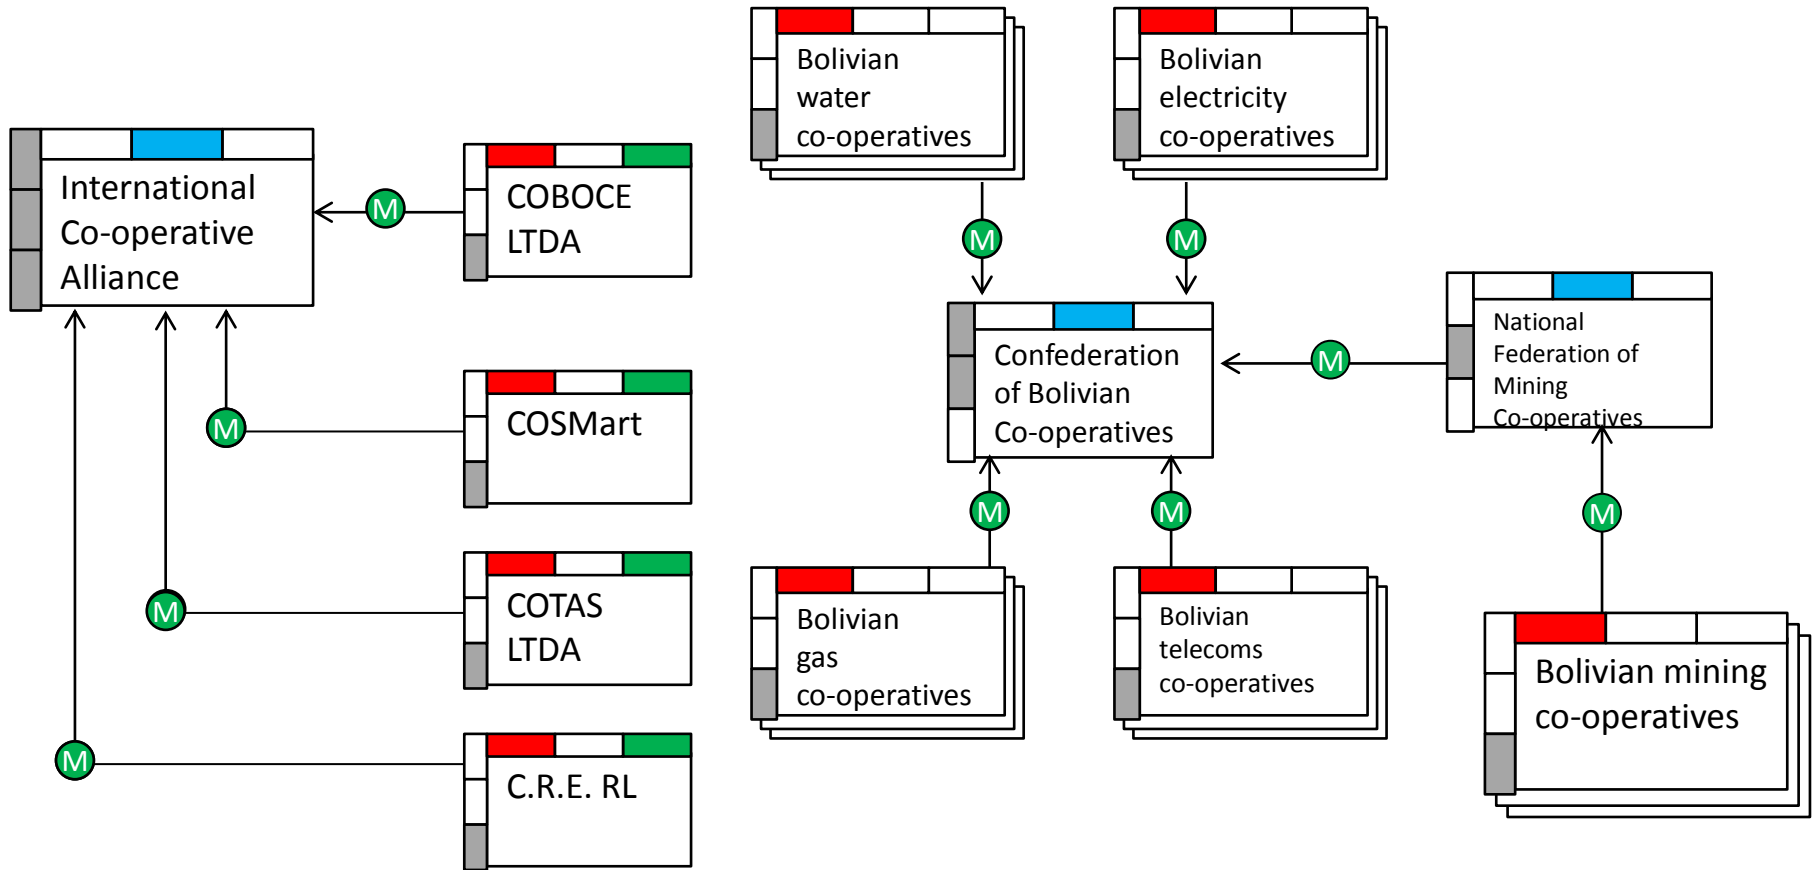 International
Co-operative
Alliance
M
COBOCE
LTDA
M
COSMart
M
COTAS
LTDA
M
C.R.E. RL
Bolivian
water
co-operatives
Bolivian
electricity
co-operatives
M
M
Confederation
of Bolivian
Co-operatives
M
National
Federation of
Mining
Co-operatives
M
M
M
Bolivian
gas
co-operatives
Bolivian
telecoms
co-operatives
Bolivian mining
co-operatives